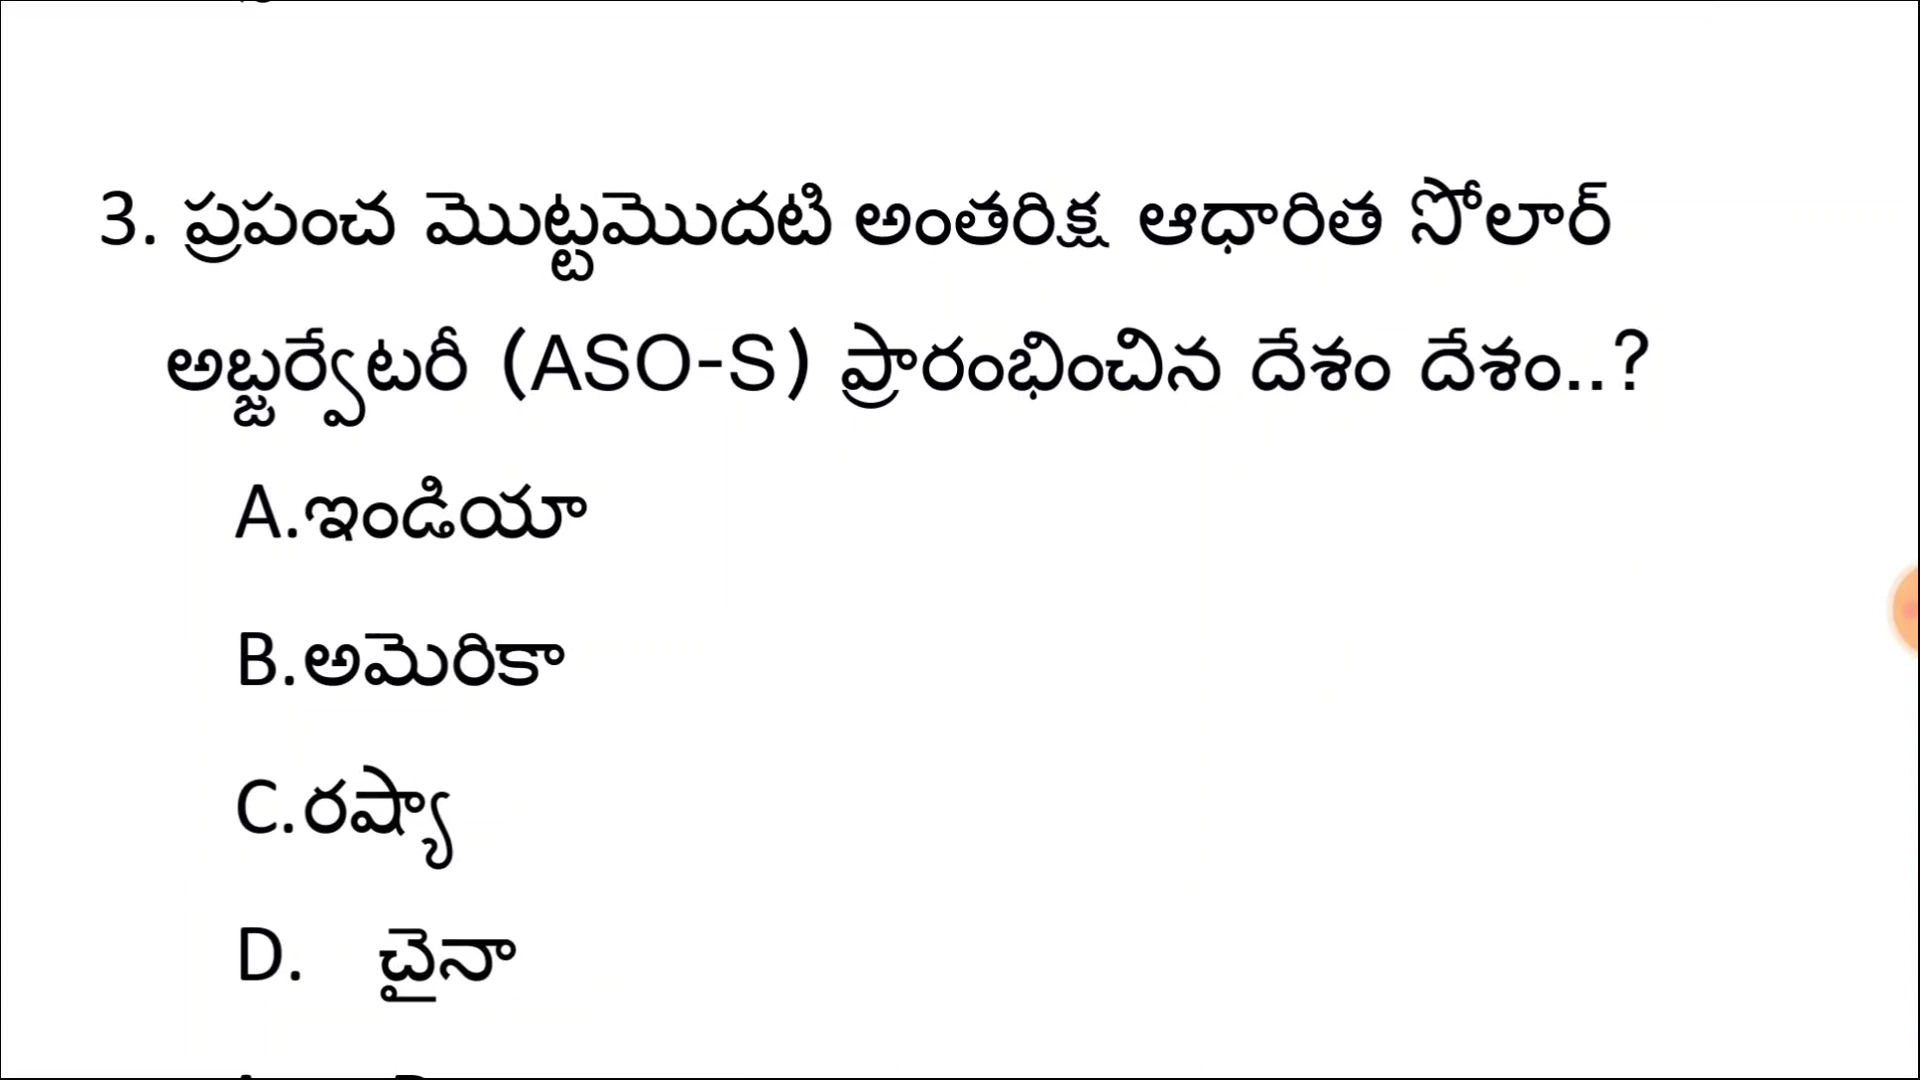 3. ప్రపంచ మొట్టమొదటి అంతరిక్ష ఆధారిత సోలార్
అబ్జర్వేటరీ (ASO-S) ప్రారంభించిన దేశం దేశం..?
A.ఇండియా
B.అమెరికా
C.రష్యా
D. చైనా